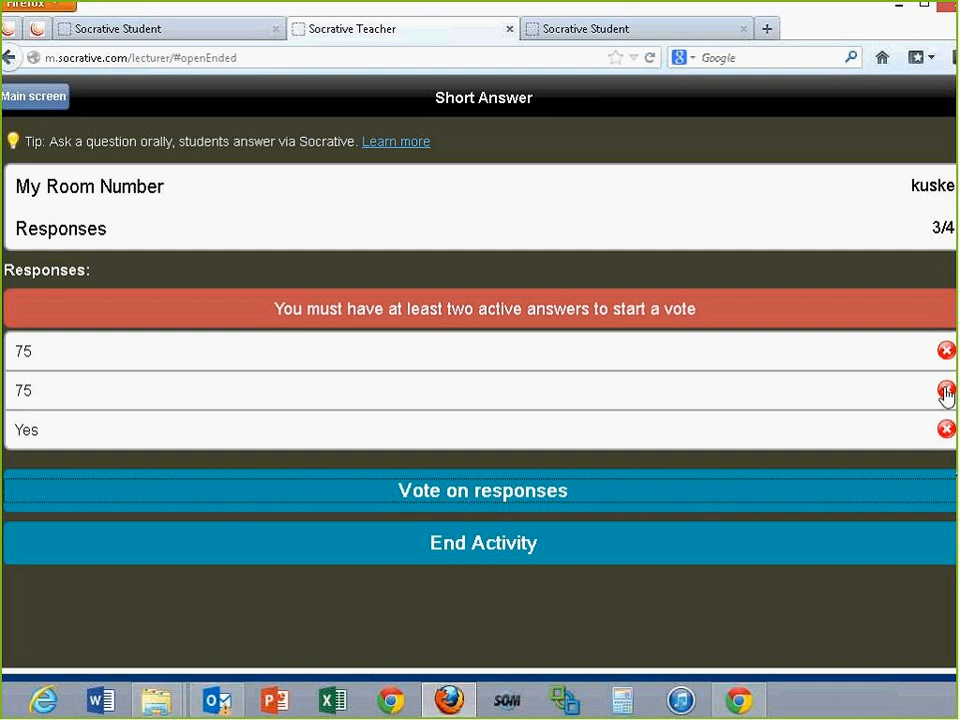 Firefox
Socrative Student
Socrative Teacher
Socrative Student
m.socrative.com/lecturer/#openEnded
Google
Main screen
Short Answer
Tip: Ask a question orally, students answer via Socrative. Learn more
My Room Number kuske
Responses 3/4
Responses:
You must have at least two active answers to start a vote
75
75
Yes
Vote on responses
End Activity
SOM